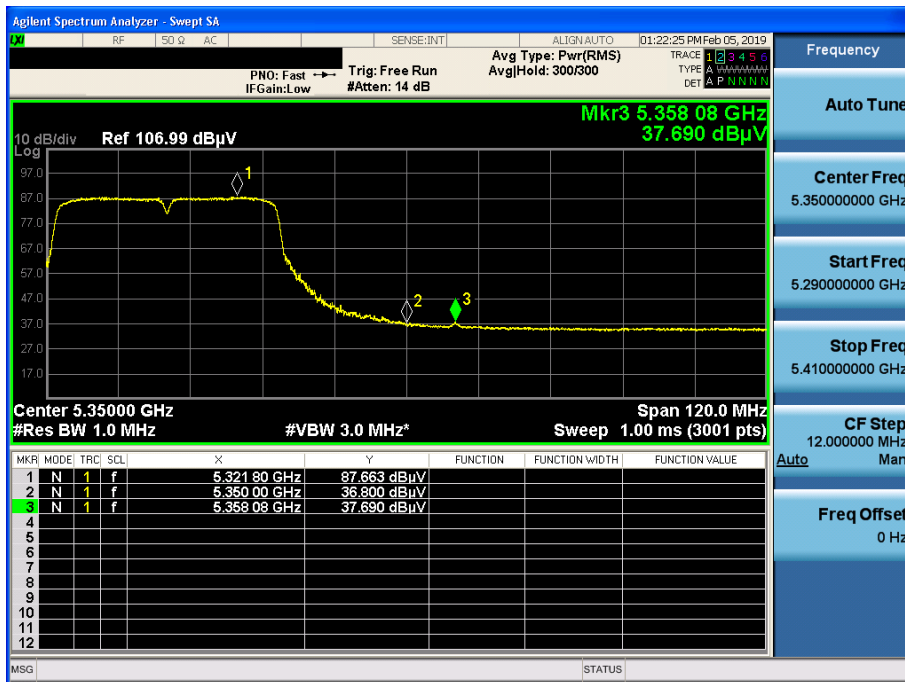 Agilent Spectrum Analyzer - Swept SA
LXI RF 50 Ω AC SENSE:INT ALIGN AUTO 01:22:25 PM Feb 05, 2019
PNO: Fast
IFGain:Low
Trig: Free Run
#Atten: 14 dB
Avg Type: Pwr(RMS)
Avg|Hold: 300/300
TRACE 1 2 3 4 5 6
TYPE A WWWWW
DET A P N N N N
Mkr3 5.358 08 GHz
37.690 dBµV
10 dB/div Ref 106.99 dBµV
Log
97.0
87.0
77.0
67.0
57.0
47.0
37.0
27.0
17.0
1
2
3
Center 5.35000 GHz Span 120.0 MHz
#Res BW 1.0 MHz #VBW 3.0 MHz* Sweep 1.00 ms (3001 pts)
MKR MODE TRC SCL X Y FUNCTION FUNCTION WIDTH FUNCTION VALUE
1 N 1 f 5.321 80 GHz 87.663 dBµV
2 N 1 f 5.350 00 GHz 36.800 dBµV
3 N 1 f 5.358 08 GHz 37.690 dBµV
4
5
6
7
8
9
10
11
12
MSG STATUS
Frequency
Auto Tune
Center Freq
5.350000000 GHz
Start Freq
5.290000000 GHz
Stop Freq
5.410000000 GHz
CF Step
12.000000 MHz
Auto Man
Freq Offset
0 Hz